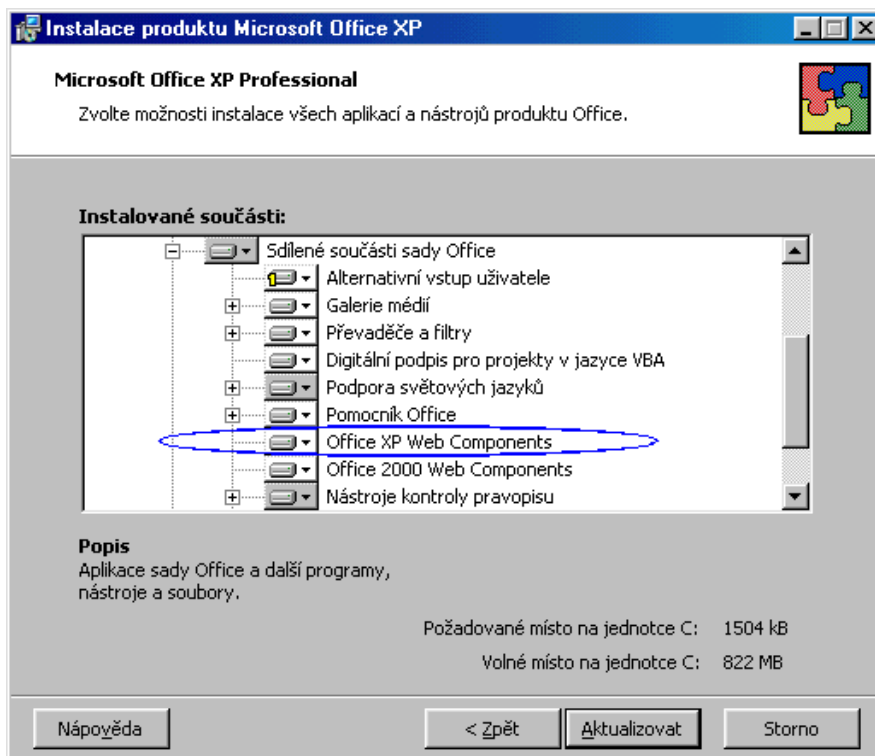 Instalace produktu Microsoft Office XP
Microsoft Office XP Professional
Zvolte možnosti instalace všech aplikací a nástrojů produktu Office.
Instalované součásti:
Sdílené součásti sady Office
Alternativní vstup uživatele
Galerie médií
Převaděče a filtry
Digitální podpis pro projekty v jazyce VBA
Podpora světových jazyků
Pomocník Office
Office XP Web Components
Office 2000 Web Components
Nástroje kontroly pravopisu
Popis
Aplikace sady Office a další programy,
nástroje a soubory.
Požadované místo na jednotce C: 1504 kB
Volné místo na jednotce C: 822 MB
Nápověda < Zpět Aktualizovat Storno